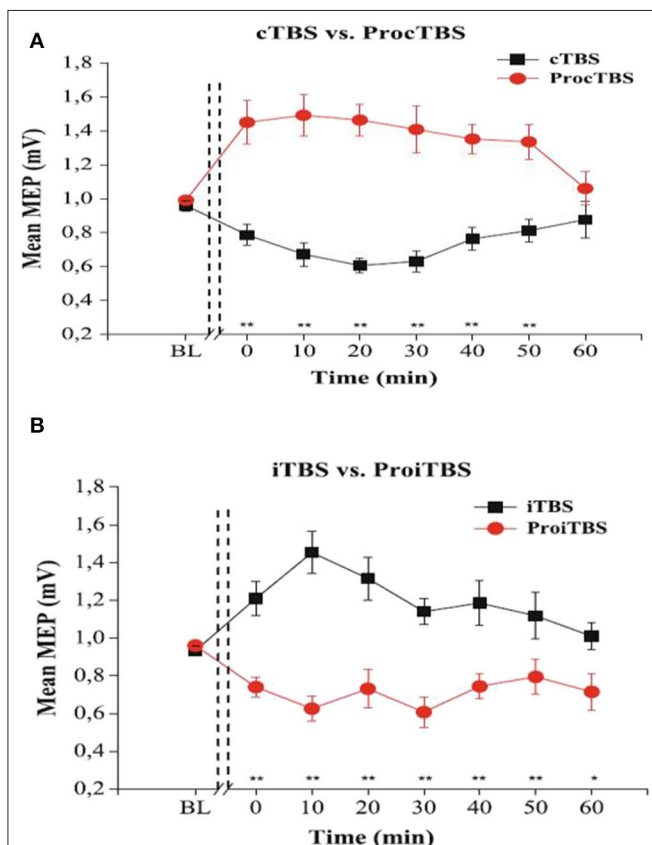 A
cTBS vs. ProcTBS
cTBS
ProcTBS
Mean MEP (mV)
1,8
1,6
1,4
1,2
1,0
0,8
0,6
0,4
0,2
** ** ** ** ** **
BL 0 10 20 30 40 50 60
Time (min)
B
iTBS vs. ProiTBS
iTBS
ProiTBS
Mean MEP (mV)
1,8
1,6
1,4
1,2
1,0
0,8
0,6
0,4
0,2
** ** ** ** ** ** *
BL 0 10 20 30 40 50 60
Time (min)